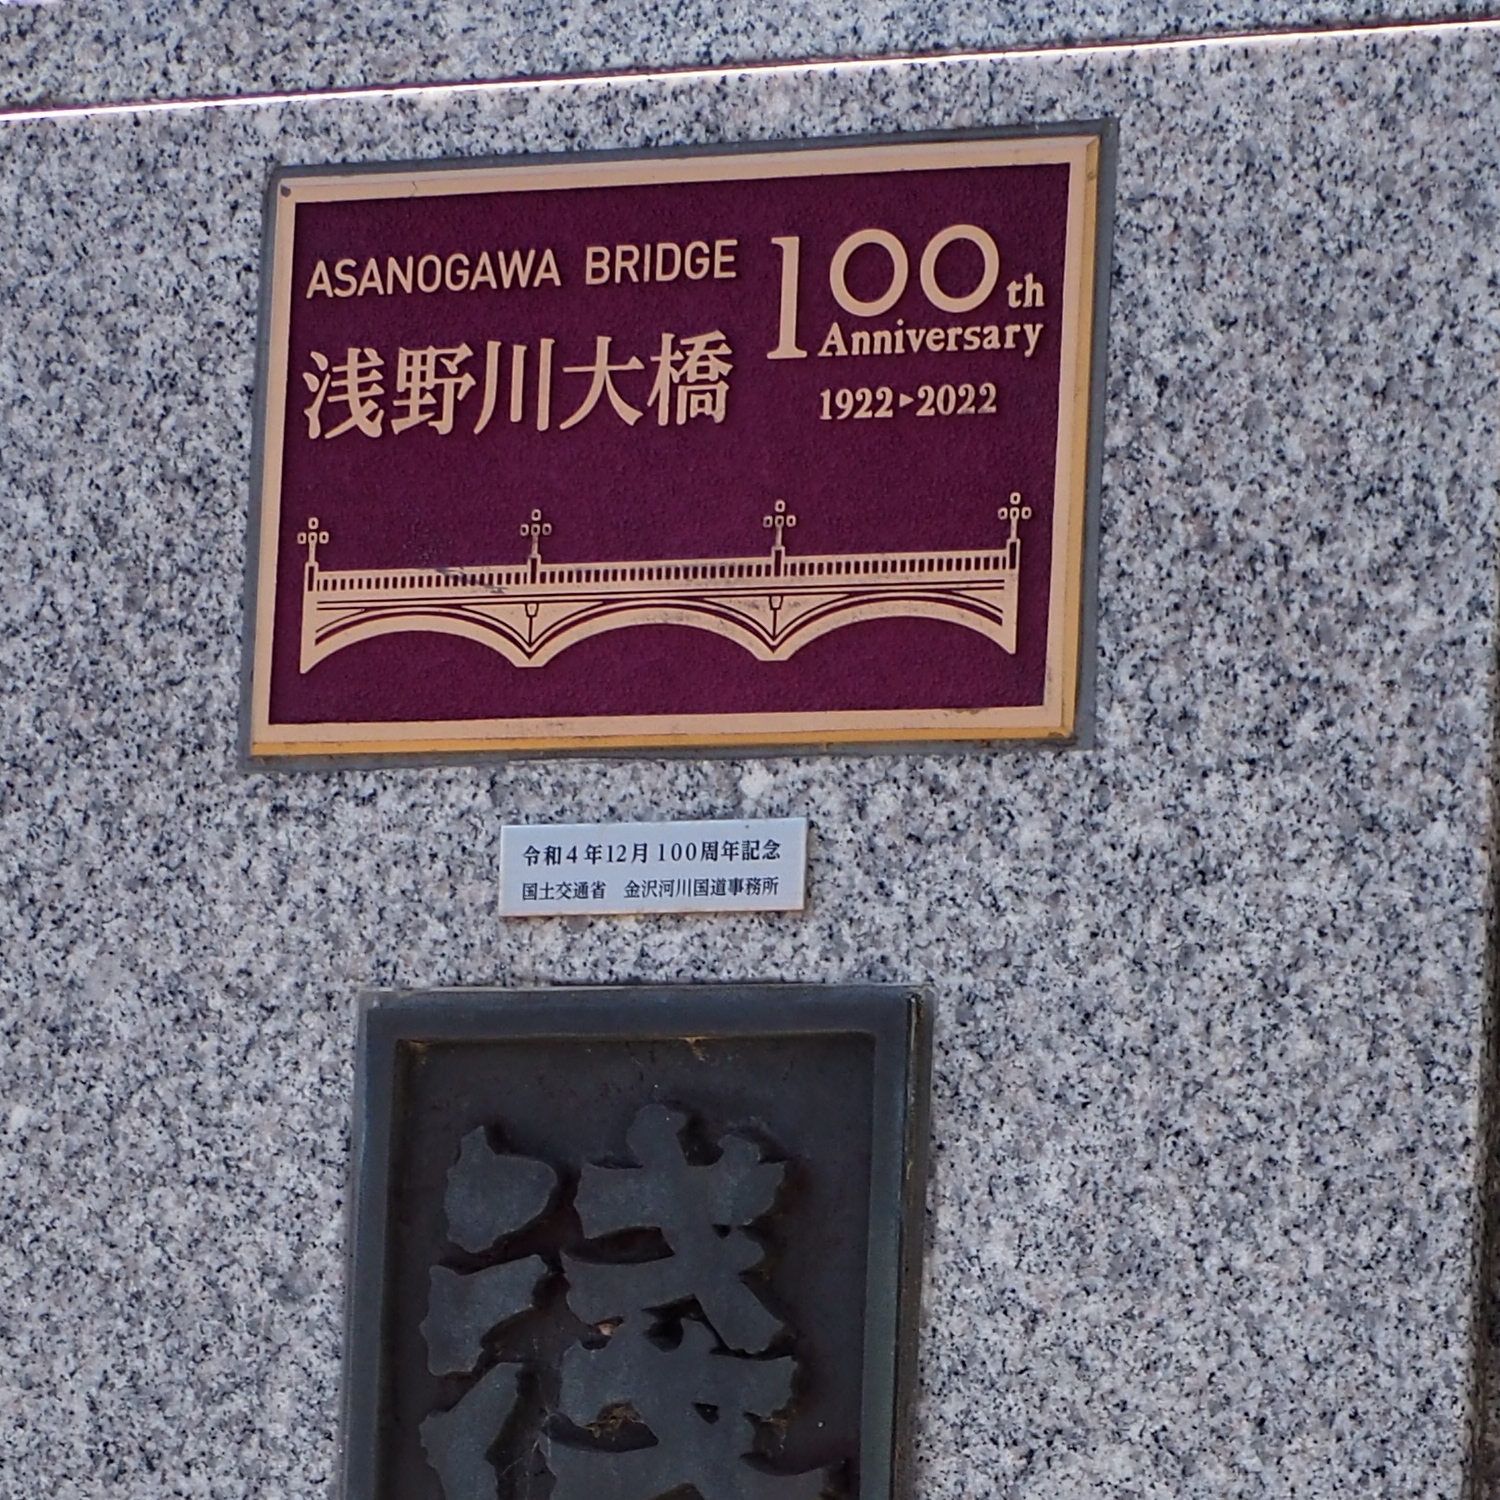 ASANOGAWA BRIDGE
浅野川大橋
100th
Anniversary
1922▸2022
令和4年12月100周年記念
国土交通省 金沢河川国道事務所
淺